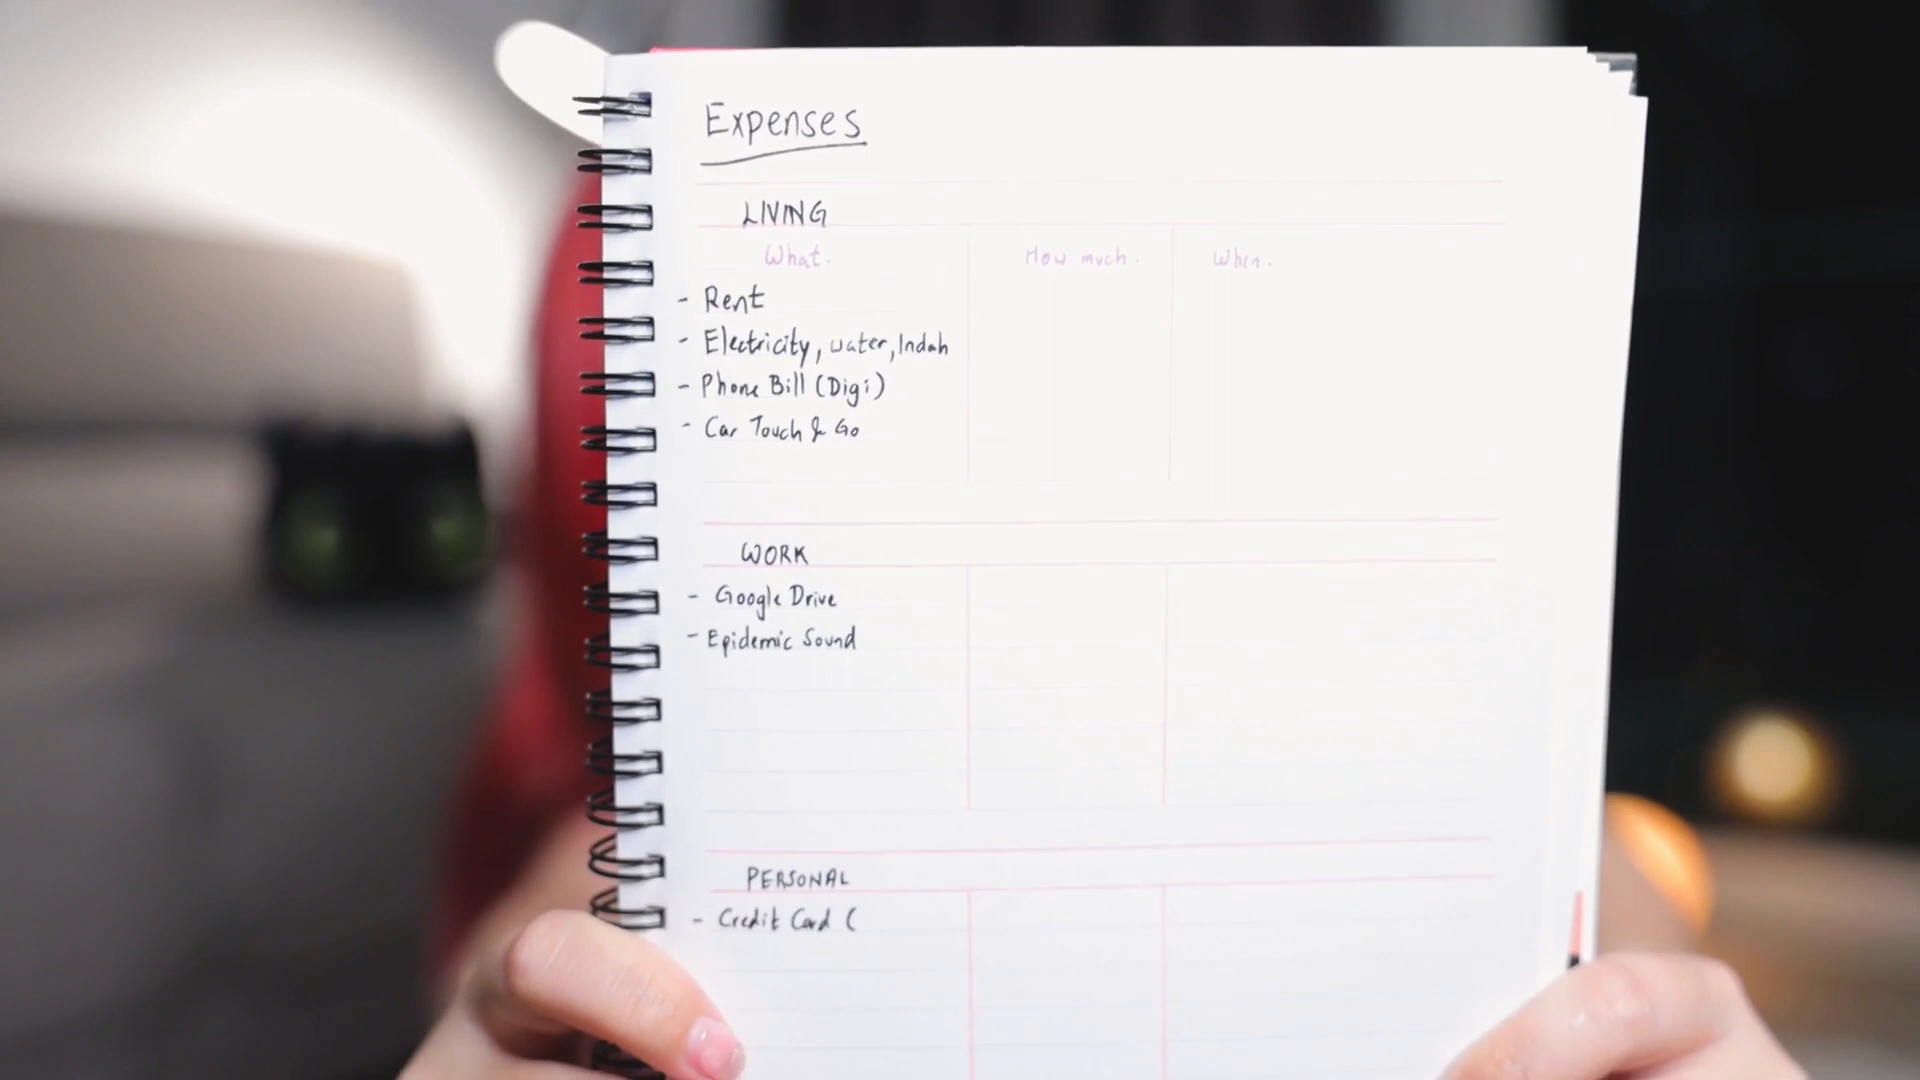 Expenses
LIVING
What. How much. When.
- Rent
- Electricity, water, Indah
- Phone Bill (Digi)
- Car Touch & Go
WORK
- Google Drive
- Epidemic Sound
PERSONAL
- Credit Card (